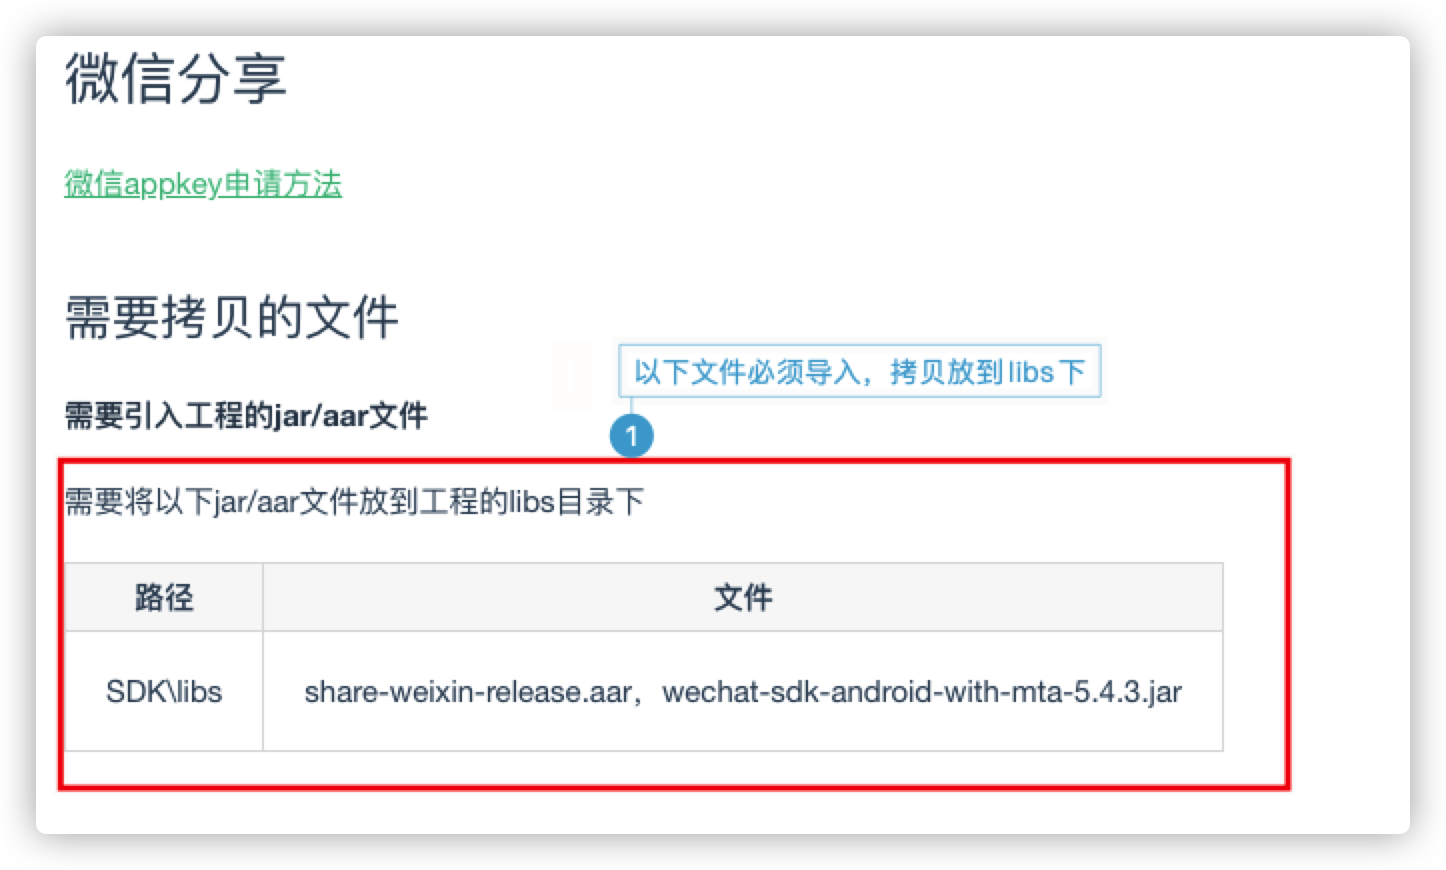 微信分享
微信appkey申请方法
需要拷贝的文件
以下文件必须导入，拷贝放到libs下
需要引入工程的jar/aar文件
1
需要将以下jar/aar文件放到工程的libs目录下
路径 文件
SDK\libs share-weixin-release.aar，wechat-sdk-android-with-mta-5.4.3.jar